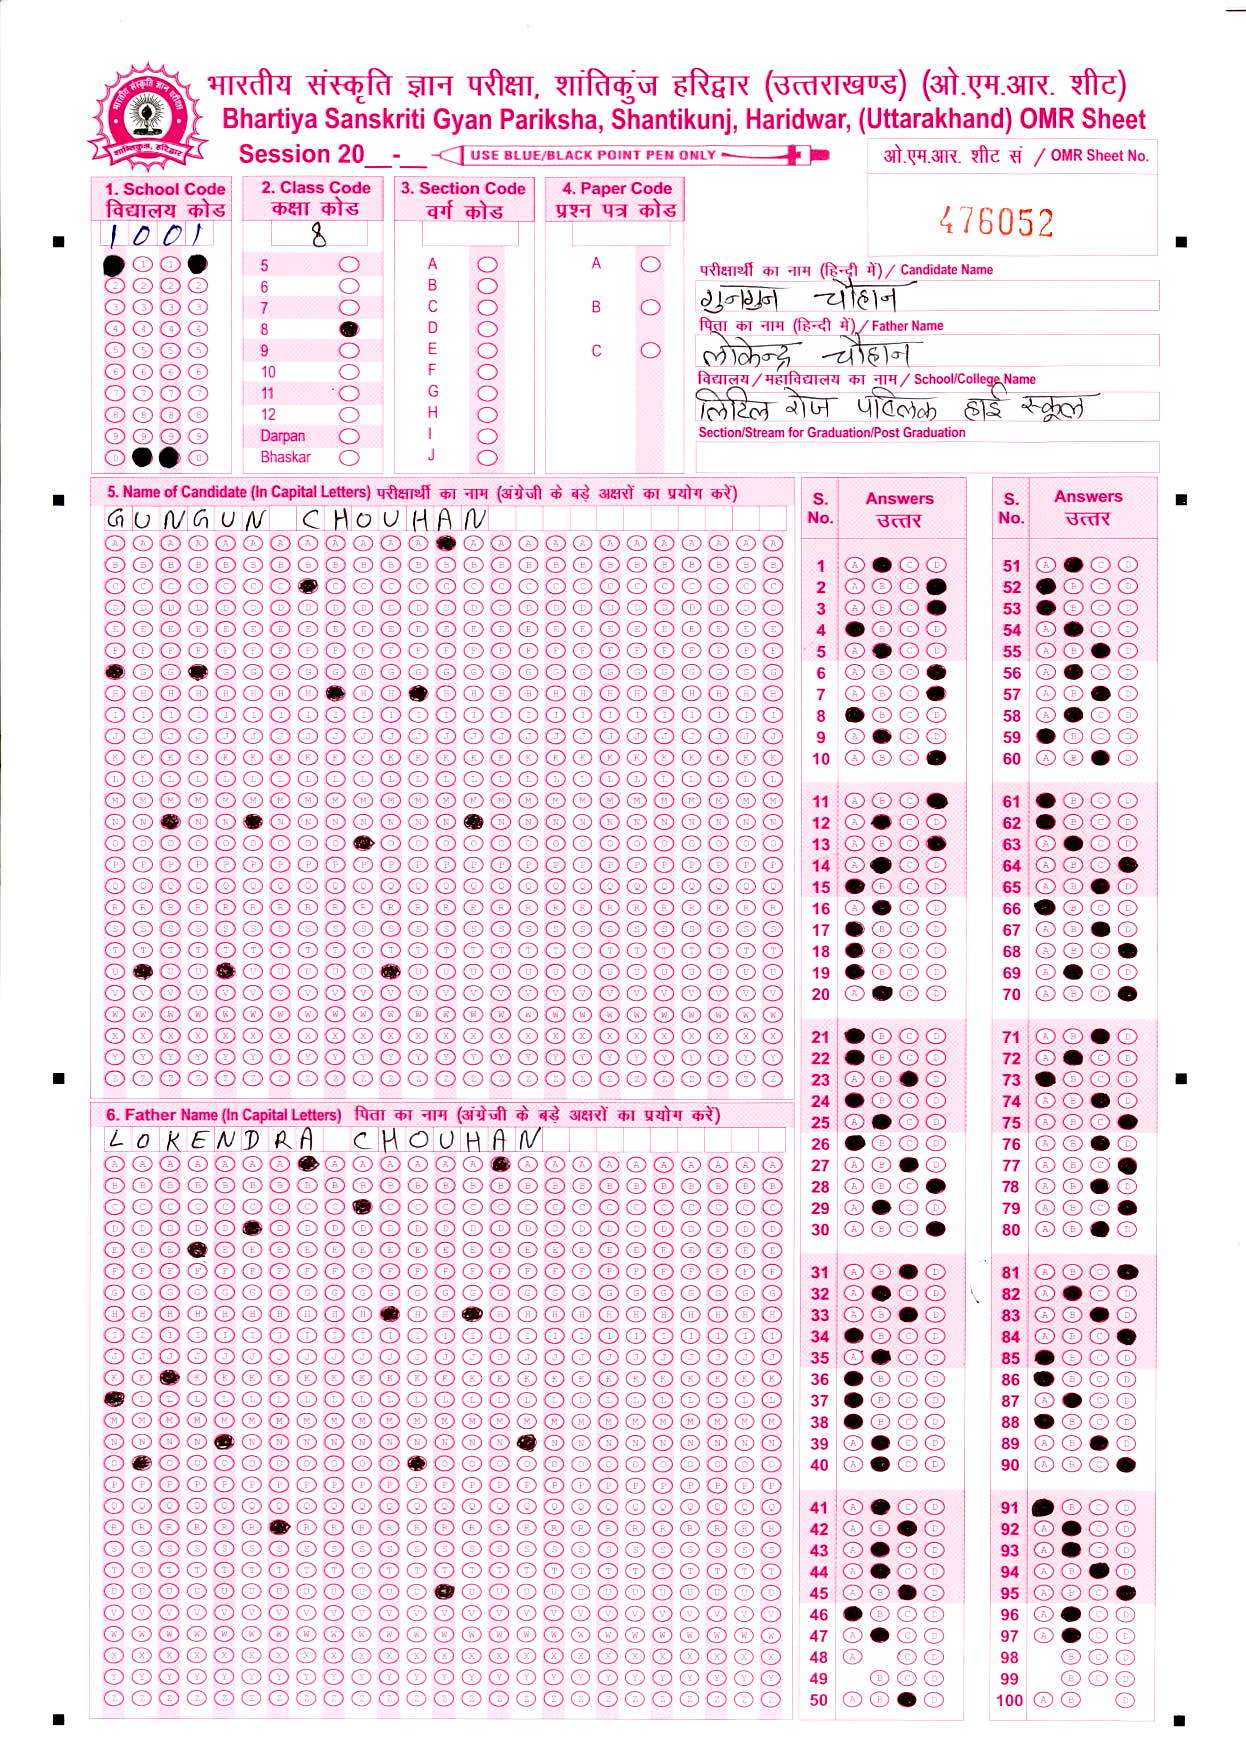 भारतीय संस्कृति ज्ञान परीक्षा, शांतिकुंज हरिद्वार (उत्तराखण्ड) (ओ.एम.आर. शीट)
Bhartiya Sanskriti Gyan Pariksha, Shantikunj, Haridwar, (Uttarakhand) OMR Sheet
Session 20__-__ USE BLUE/BLACK POINT PEN ONLY
ओ.एम.आर. शीट सं / OMR Sheet No.
476052
1. School Code
विद्यालय कोड
1001
2. Class Code
कक्षा कोड
8
5
6
7
8
9
10
11
12
Darpan
Bhaskar
3. Section Code
वर्ग कोड
A
B
C
D
E
F
G
H
I
J
4. Paper Code
प्रश्न पत्र कोड
A
B
C
परीक्षार्थी का नाम (हिन्दी में) / Candidate Name
गुनगुन चौहान
पिता का नाम (हिन्दी में) / Father Name
लोकेन्द्र चौहान
विद्यालय / महाविद्यालय का नाम / School/College Name
लिटिल रोज पब्लिक हाई स्कूल
Section/Stream for Graduation/Post Graduation
5. Name of Candidate (In Capital Letters) परीक्षार्थी का नाम (अंग्रेजी के बड़े अक्षरों का प्रयोग करें)
GUNGUN CHOUHAN
6. Father Name (In Capital Letters) पिता का नाम (अंग्रेजी के बड़े अक्षरों का प्रयोग करें)
LOKENDRA CHOUHAN
S. No. Answers उत्तर
1
2
3
4
5
6
7
8
9
10
11
12
13
14
15
16
17
18
19
20
21
22
23
24
25
26
27
28
29
30
31
32
33
34
35
36
37
38
39
40
41
42
43
44
45
46
47
48
49
50
S. No. Answers उत्तर
51
52
53
54
55
56
57
58
59
60
61
62
63
64
65
66
67
68
69
70
71
72
73
74
75
76
77
78
79
80
81
82
83
84
85
86
87
88
89
90
91
92
93
94
95
96
97
98
99
100